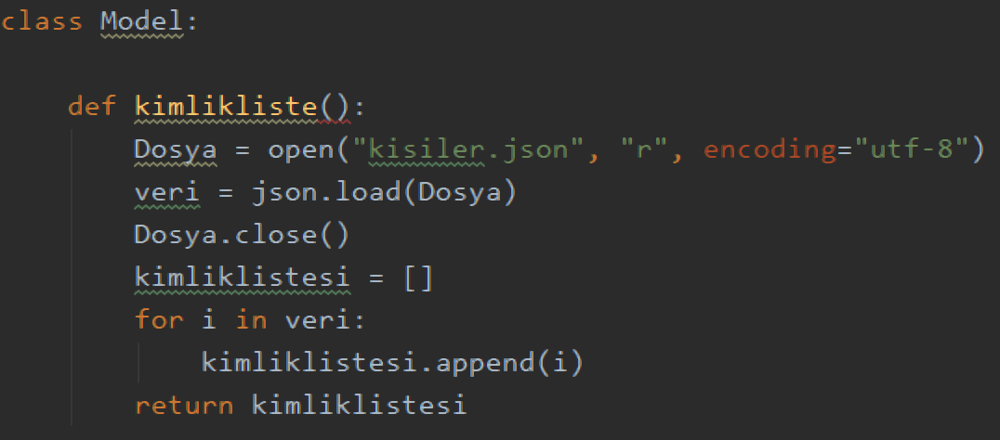 class Model:
    def kimlikliste():
        Dosya = open("kisiler.json", "r", encoding="utf-8")
        veri = json.load(Dosya)
        Dosya.close()
        kimliklistesi = []
        for i in veri:
            kimliklistesi.append(i)
        return kimliklistesi